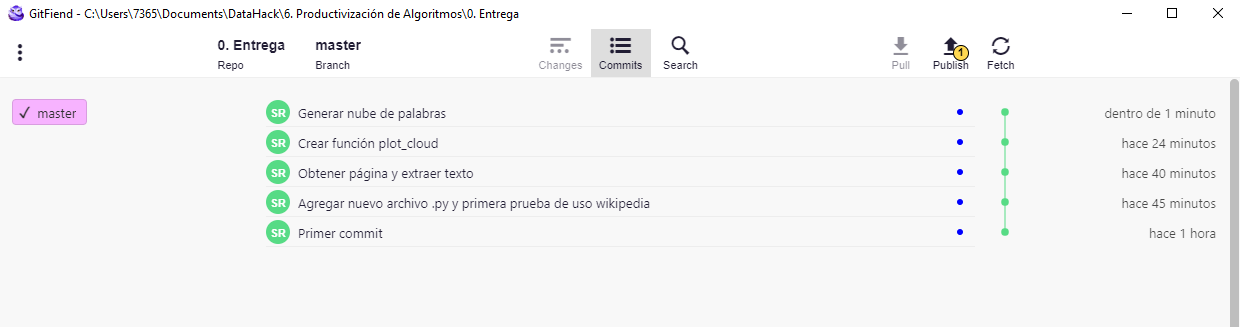 GitFiend - C:\Users\7365\Documents\DataHack\6. Productivización de Algoritmos\0. Entrega
0. Entrega
Repo
master
Branch
Changes
Commits
Search
Pull
1
Publish
Fetch
✓ master
SR Generar nube de palabras dentro de 1 minuto
SR Crear función plot_cloud hace 24 minutos
SR Obtener página y extraer texto hace 40 minutos
SR Agregar nuevo archivo .py y primera prueba de uso wikipedia hace 45 minutos
SR Primer commit hace 1 hora